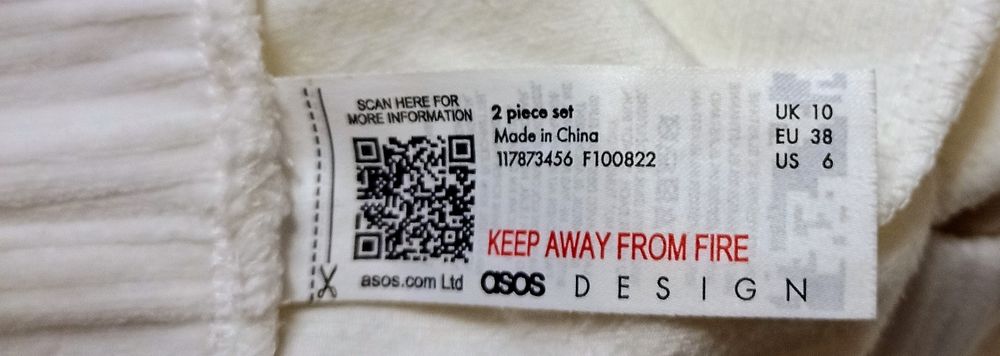 SCAN HERE FOR
MORE INFORMATION
asos.com Ltd
2 piece set
Made in China
117873456 F100822
UK 10
EU 38
US 6
KEEP AWAY FROM FIRE
asos DESIGN